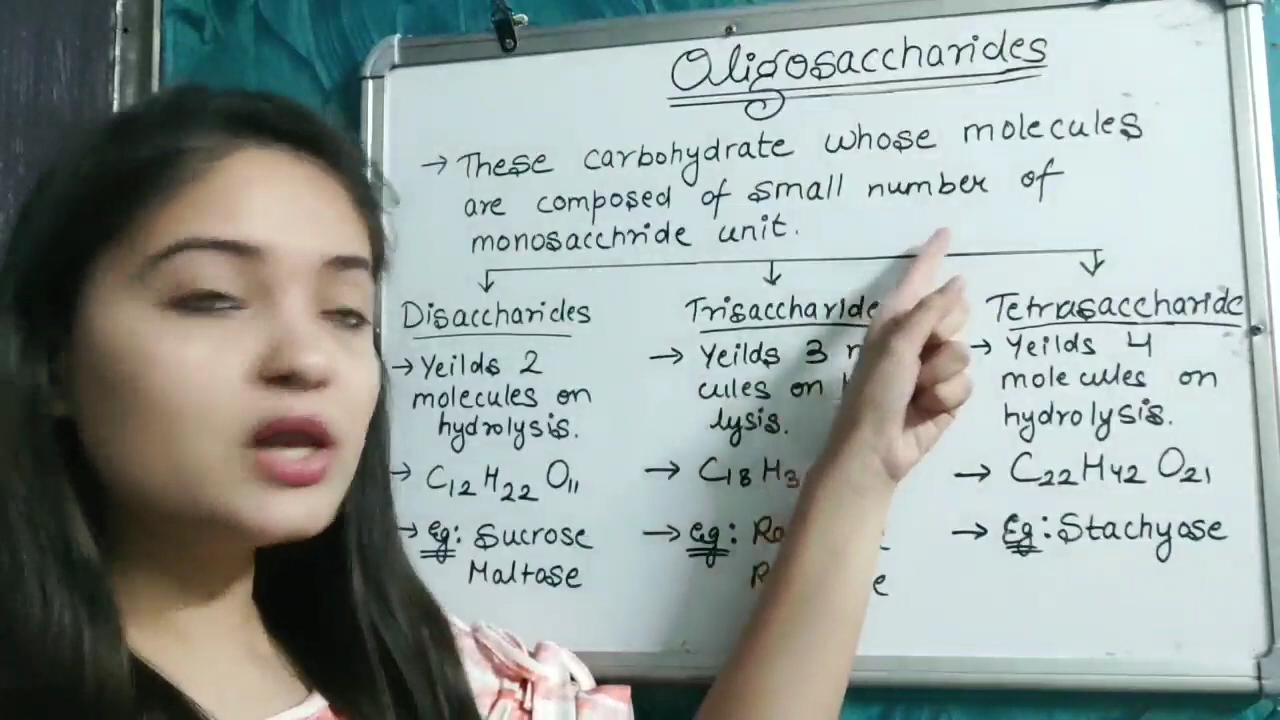 Oligosaccharides
→ These carbohydrate whose molecules
are composed of small number of
monosacchride unit.
Disaccharides
→ Yeilds 2
molecules on
hydrolysis.
→ C12 H22 O11
→ Eg: Sucrose
Maltose
Trisaccharide
→ Yeilds 3
cules on
lysis.
→ C18 H3
→ Eg:
Tetrasaccharide
→ Yeilds 4
molecules on
hydrolysis.
→ C22 H42 O21
→ Eg: Stachyose